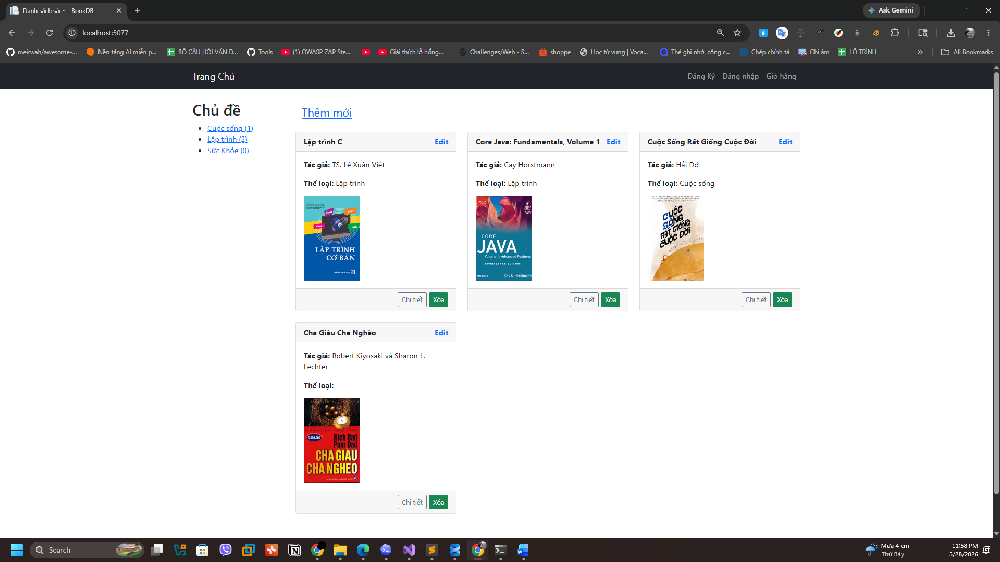 Danh sách sách - BookDB
Ask Gemini
localhost:5077
meirwah/awesome-...
Nền tảng AI miễn p...
BỘ CÂU HỎI VẤN Đ...
Tools
(1) OWASP ZAP Ste...
Giải thích lỗ hổng...
Challenges/Web - S...
shoppe
Học từ vựng | Voca...
Thẻ ghi nhớ, công c...
Chép chính tả
Ghi âm
LỘ TRÌNH
All Bookmarks
Trang Chủ
Đăng Ký
Đăng nhập
Giỏ hàng
Chủ đề
Cuộc sống (1)
Lập trình (2)
Sức Khỏe (0)
Thêm mới
Lập trình C
Edit
Tác giả: TS. Lê Xuân Việt
Thể loại: Lập trình
LẬP TRÌNH
CƠ BẢN
Chi tiết
Xóa
Core Java: Fundamentals, Volume 1
Edit
Tác giả: Cay Horstmann
Thể loại: Lập trình
Java
CORE
JAVA
Volume II: Advanced Features
FOURTEENTH EDITION
ORACLE
Cay S. Horstmann
Chi tiết
Xóa
Cuộc Sống Rất Giống Cuộc Đời
Edit
Tác giả: Hải Dớ
Thể loại: Cuộc sống
CUỘC
SỐNG
RẤT GIỐNG
CUỘC ĐỜI
Chi tiết
Xóa
Cha Giàu Cha Nghèo
Edit
Tác giả: Robert Kiyosaki và Sharon L.
Lechter
Thể loại:
5.000.000
Rich Dad
Poor Dad
CHA GIÀU
CHA NGHÈO
Chi tiết
Xóa
Search
Mưa 4 cm
Thứ Bảy
11:58 PM
5/28/2026